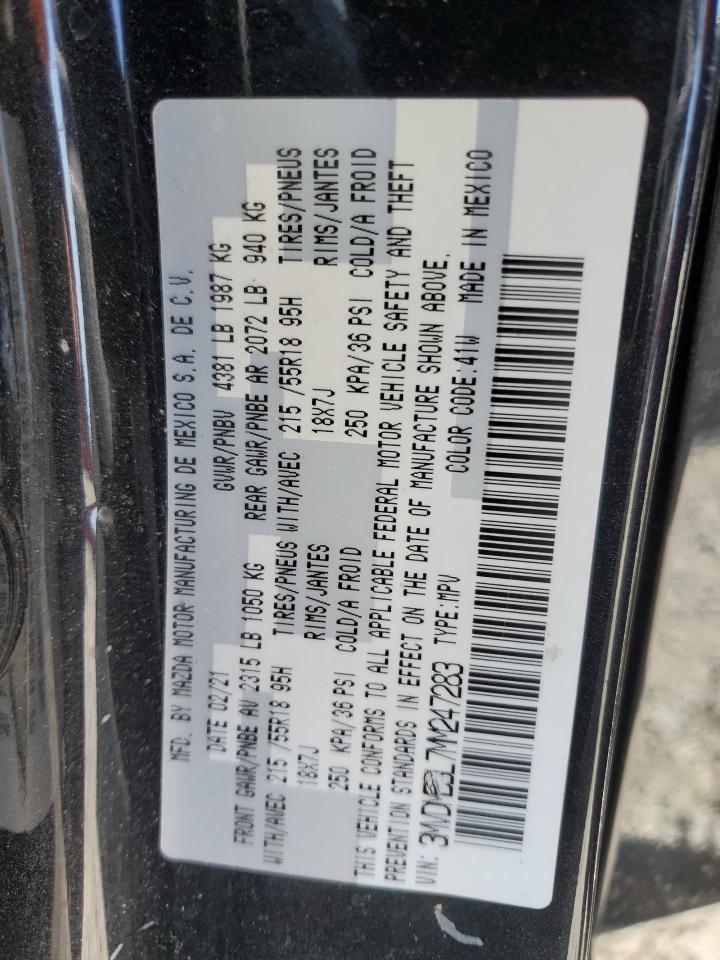 MFD. BY MAZDA MOTOR MANUFACTURING DE MEXICO S.A. DE C.V.
DATE 02/21 GVWR/PNBV 4381 LB 1987 KG
FRONT GAWR/PNBE AV 2315 LB 1050 KG REAR GAWR/PNBE AR 2072 LB 940 KG
WITH/AVEC 215 /55R18 95H TIRES/PNEUS WITH/AVEC 215 /55R18 95H TIRES/PNEUS
18X7J RIMS/JANTES 18X7J RIMS/JANTES
250 KPA/36 PSI COLD/A FROID 250 KPA/36 PSI COLD/A FROID
THIS VEHICLE CONFORMS TO ALL APPLICABLE FEDERAL MOTOR VEHICLE SAFETY AND THEFT
PREVENTION STANDARDS IN EFFECT ON THE DATE OF MANUFACTURE SHOWN ABOVE.
VIN: TYPE:MPV COLOR CODE:41W MADE IN MEXICO